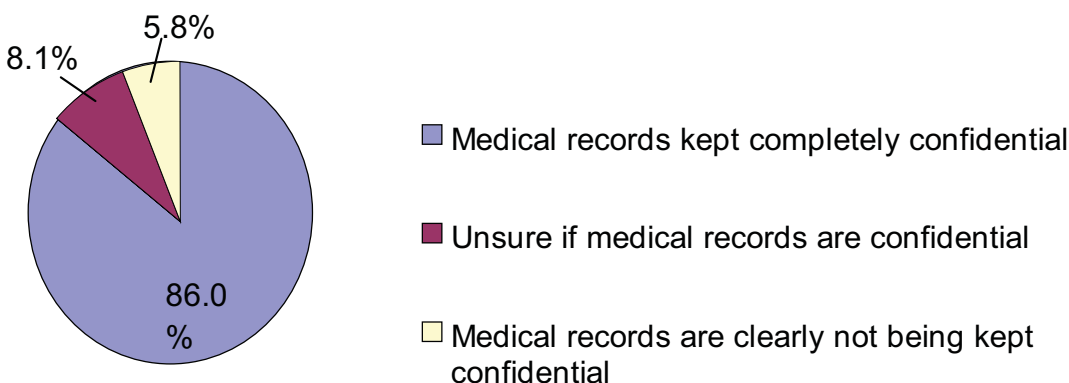 5.8%
8.1%
86.0
%
Medical records kept completely confidential
Unsure if medical records are confidential
Medical records are clearly not being kept
confidential